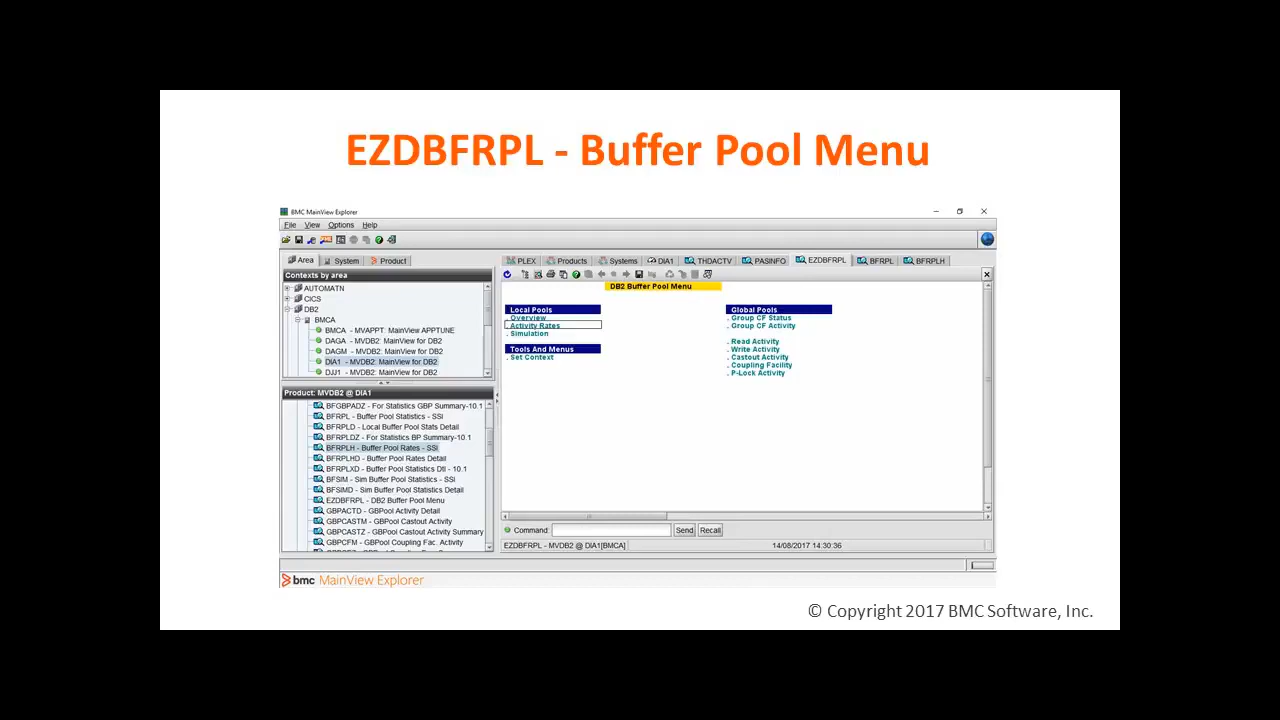 EZDBFRPL - Buffer Pool Menu
BMC MainView Explorer
File View Options Help
Area System Product
Contexts by area
AUTOMATN
CICS
DB2
BMCA
BMCA - MVAPPT: MainView APPTUNE
DAGA - MVDB2: MainView for DB2
DAGM - MVDB2: MainView for DB2
DIA1 - MVDB2: MainView for DB2
DJJ1 - MVDB2: MainView for DB2
Product: MVDB2 @ DIA1
BFGBPADZ - For Statistics GBP Summary-10.1
BFRPL - Buffer Pool Statistics - SSI
BFRPLD - Local Buffer Pool Stats Detail
BFRPLDZ - For Statistics BP Summary-10.1
BFRPLH - Buffer Pool Rates - SSI
BFRPLHD - Buffer Pool Rates Detail
BFRPLXD - Buffer Pool Statistics Dtl - 10.1
BFSIM - Sim Buffer Pool Statistics - SSI
BFSIMD - Sim Buffer Pool Statistics Detail
EZDBFRPL - DB2 Buffer Pool Menu
GBPACTD - GBPool Activity Detail
GBPCASTM - GBPool Castout Activity
GBPCASTZ - GBPool Castout Activity Summary
GBPCFM - GBPool Coupling Fac. Activity
PLEX Products Systems DIA1 THDACTV PASINFO EZDBFRPL BFRPL BFRPLH
DB2 Buffer Pool Menu
Local Pools
. Overview
. Activity Rates
. Simulation
Tools And Menus
. Set Context
Global Pools
. Group CF Status
. Group CF Activity
. Read Activity
. Write Activity
. Castout Activity
. Coupling Facility
. P-Lock Activity
Command: Send Recall
EZDBFRPL - MVDB2 @ DIA1[BMCA] 14/08/2017 14:30:36
bmc MainView Explorer
© Copyright 2017 BMC Software, Inc.